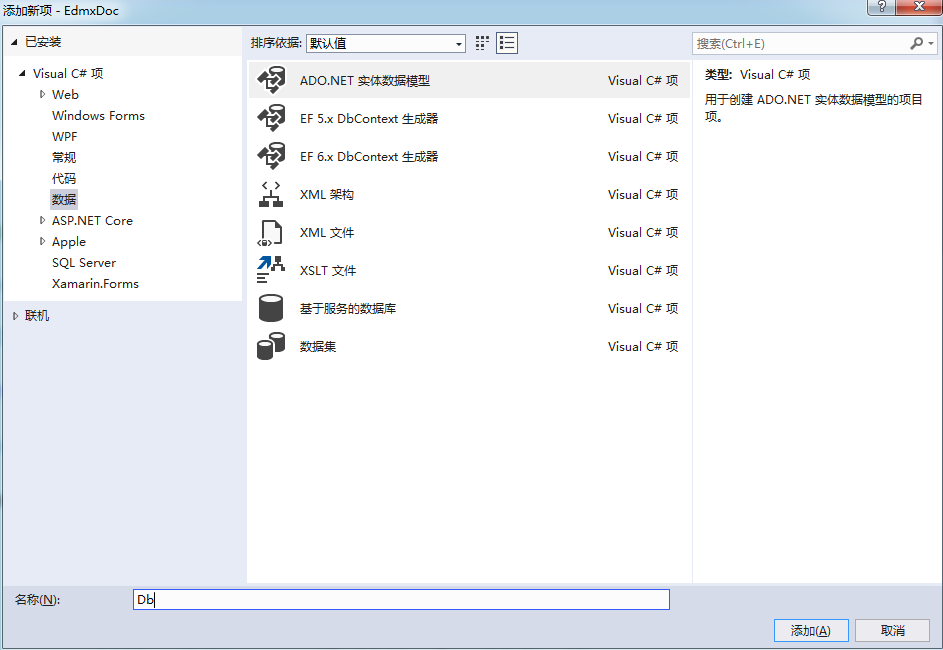 添加新项 - EdmxDoc
?
已安装
Visual C# 项
Web
Windows Forms
WPF
常规
代码
数据
ASP.NET Core
Apple
SQL Server
Xamarin.Forms
联机
排序依据: 默认值
ADO.NET 实体数据模型 Visual C# 项
EF 5.x DbContext 生成器 Visual C# 项
EF 6.x DbContext 生成器 Visual C# 项
XML 架构 Visual C# 项
XML 文件 Visual C# 项
XSLT 文件 Visual C# 项
基于服务的数据库 Visual C# 项
数据集 Visual C# 项
搜索(Ctrl+E)
类型: Visual C# 项
用于创建 ADO.NET 实体数据模型的项目
项。
名称(N): Db
添加(A) 取消